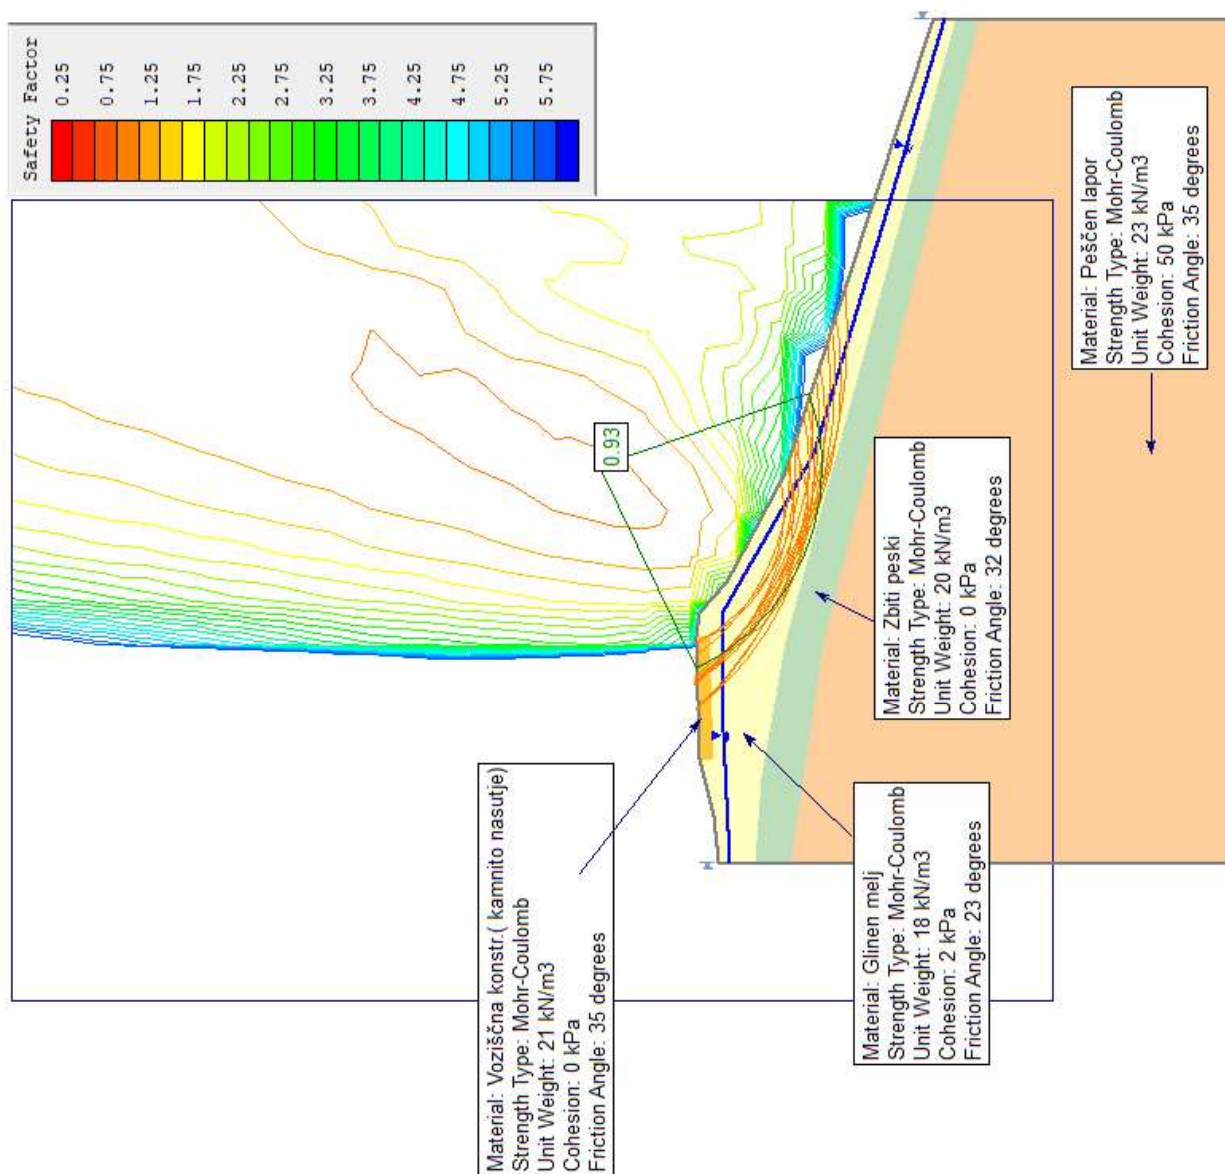 Safety Factor
0.25
0.75
1.25
1.75
2.25
2.75
3.25
3.75
4.25
4.75
5.25
5.75
0.93
Material: Voziščna konstr.( kamnito nasutje)
Strength Type: Mohr-Coulomb
Unit Weight: 21 kN/m3
Cohesion: 0 kPa
Friction Angle: 35 degrees
Material: Glinen melj
Strength Type: Mohr-Coulomb
Unit Weight: 18 kN/m3
Cohesion: 2 kPa
Friction Angle: 23 degrees
Material: Zbiti peski
Strength Type: Mohr-Coulomb
Unit Weight: 20 kN/m3
Cohesion: 0 kPa
Friction Angle: 32 degrees
Material: Peščen lapor
Strength Type: Mohr-Coulomb
Unit Weight: 23 kN/m3
Cohesion: 50 kPa
Friction Angle: 35 degrees